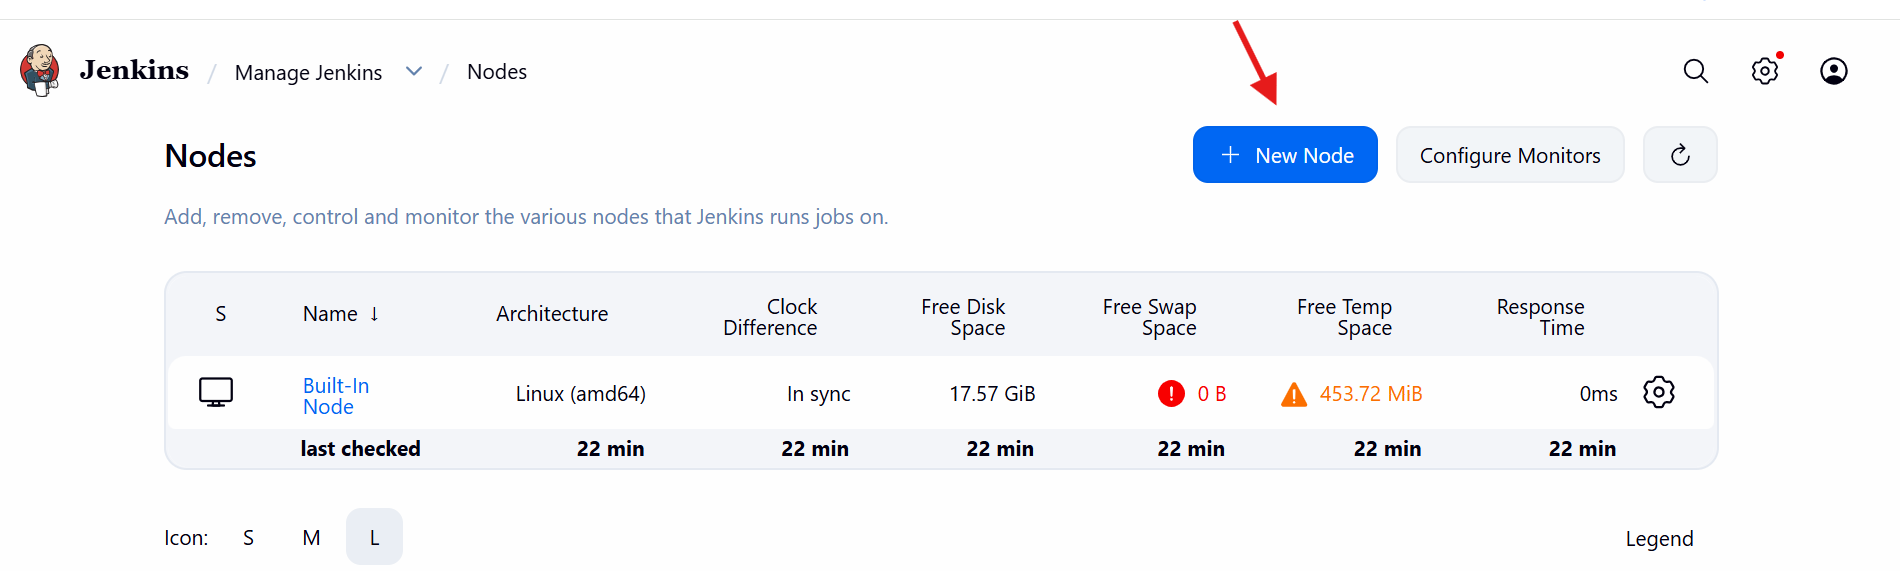 Jenkins / Manage Jenkins / Nodes
Nodes
+ New Node
Configure Monitors
Add, remove, control and monitor the various nodes that Jenkins runs jobs on.
S
Name ↓
Architecture
Clock
Difference
Free Disk
Space
Free Swap
Space
Free Temp
Space
Response
Time
Built-In
Node
Linux (amd64)
In sync
17.57 GiB
0 B
453.72 MiB
0ms
last checked
22 min
22 min
22 min
22 min
22 min
22 min
Icon: S M L
Legend